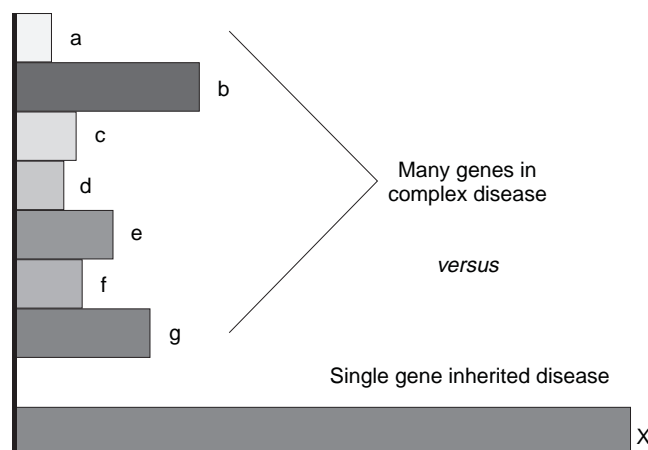 a
b
c
d
e
f
g
Many genes in
complex disease
versus
Single gene inherited disease
X